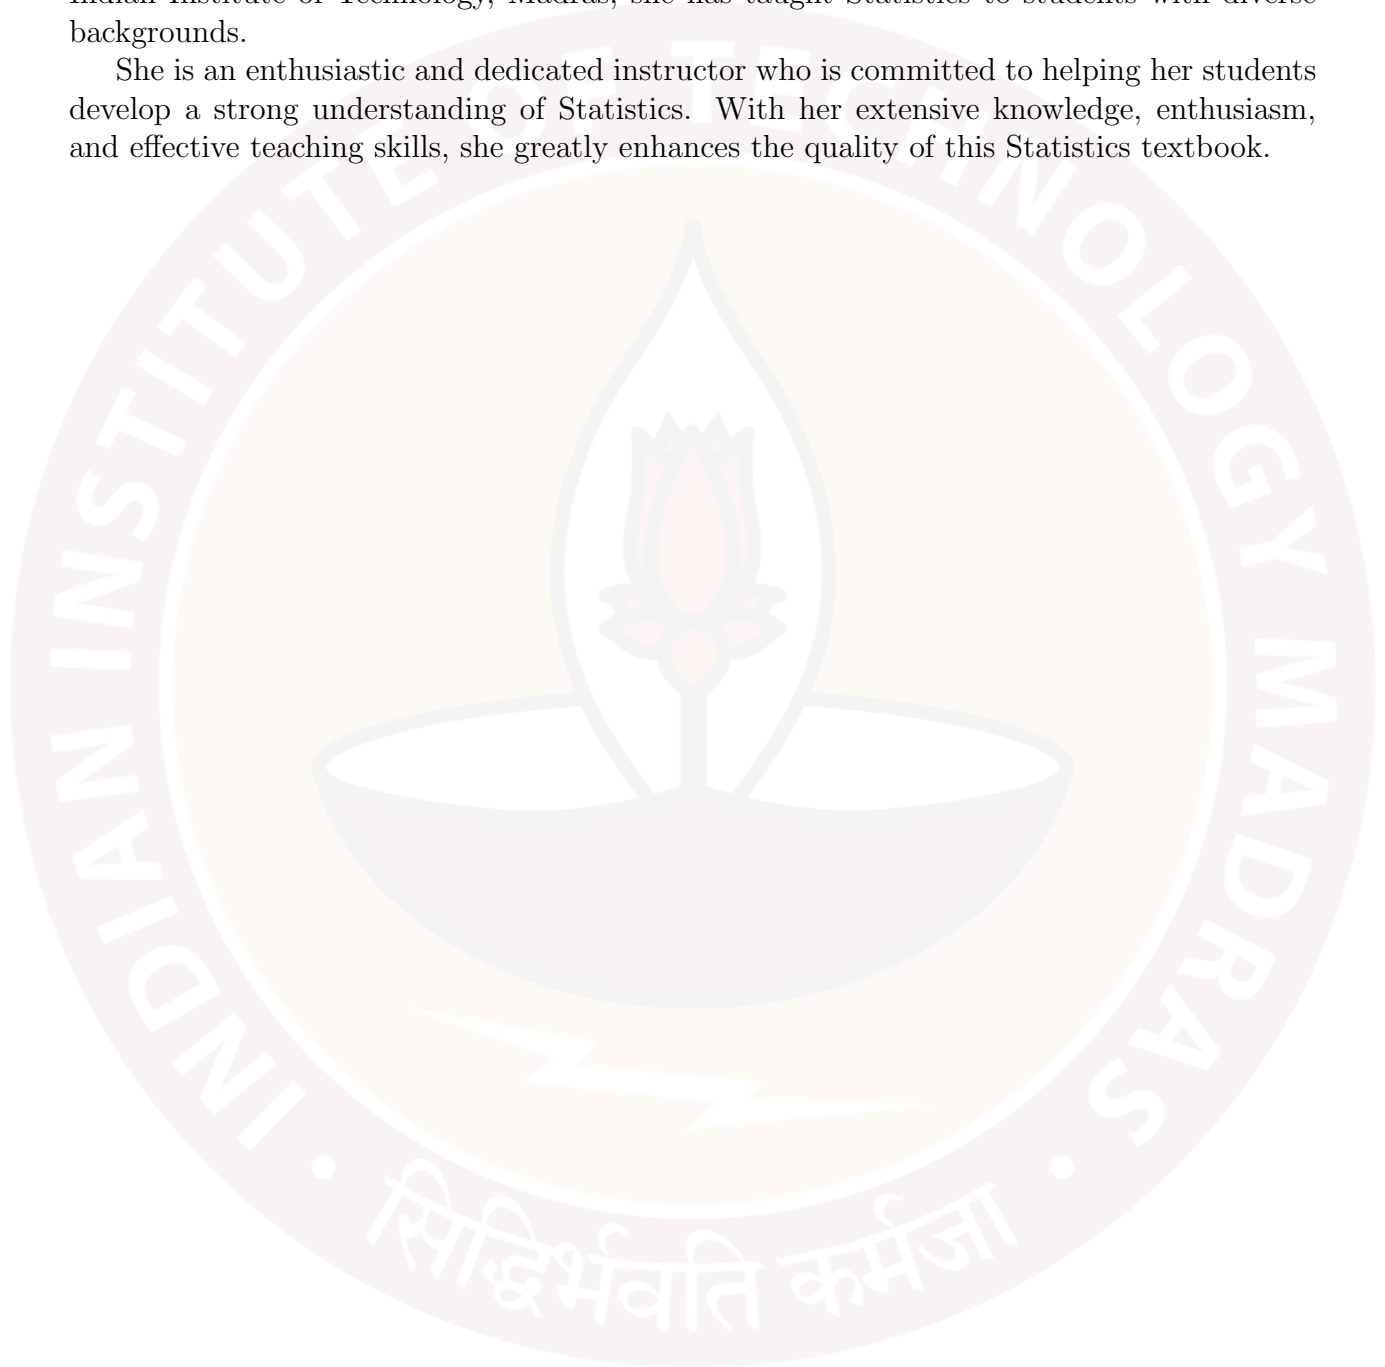 Indian Institute of Technology, Madras, she has taught Statistics to students with diverse
backgrounds.
She is an enthusiastic and dedicated instructor who is committed to helping her students
develop a strong understanding of Statistics. With her extensive knowledge, enthusiasm,
and effective teaching skills, she greatly enhances the quality of this Statistics textbook.
INDIAN INSTITUTE OF TECHNOLOGY MADRAS
सिद्धिर्भवति कर्मजा